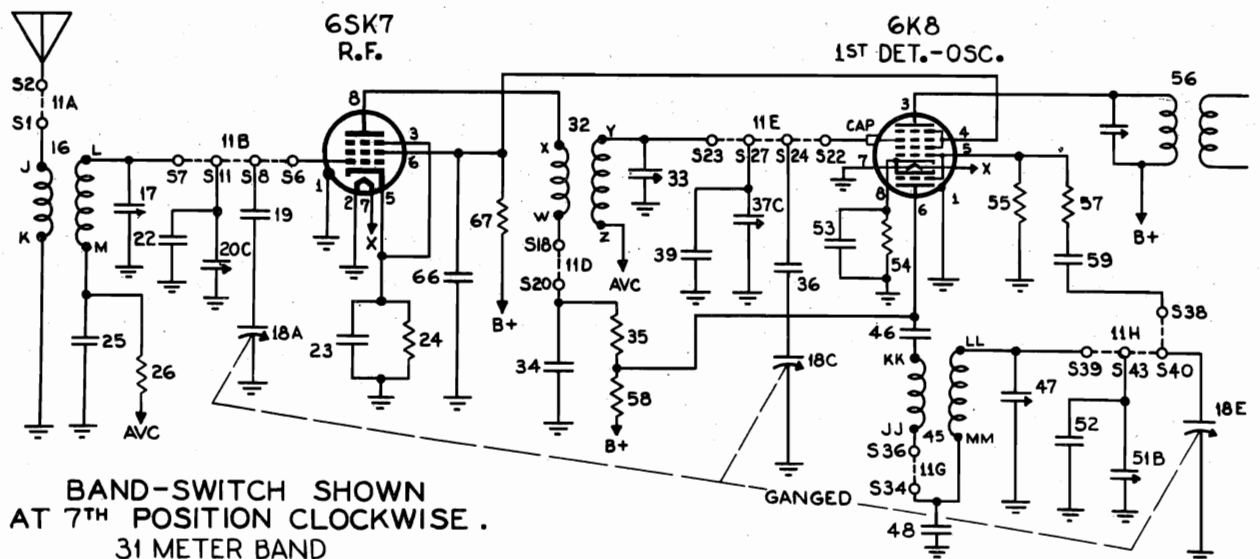 6SK7
R.F.
6K8
1ST DET.-OSC.
S2
11A
S1
16
J
L
K
M
17
S7
11B
S11
S8
S6
22
20C
19
18A
25
26
AVC
8
3
6
1
2
7
5
X
23
24
66
67
B+
32
X
Y
W
Z
S18
11D
S20
AVC
34
35
58
B+
33
S23
11E
S27
S24
S22
39
37C
36
18C
CAP
3
4
5
7
X
8
6
1
53
54
55
57
59
56
B+
46
KK
LL
JJ
45
MM
S36
11G
S34
48
47
S38
11H
S39
S43
S40
52
51B
18E
GANGED
BAND-SWITCH SHOWN
AT 7TH POSITION CLOCKWISE.
31 METER BAND